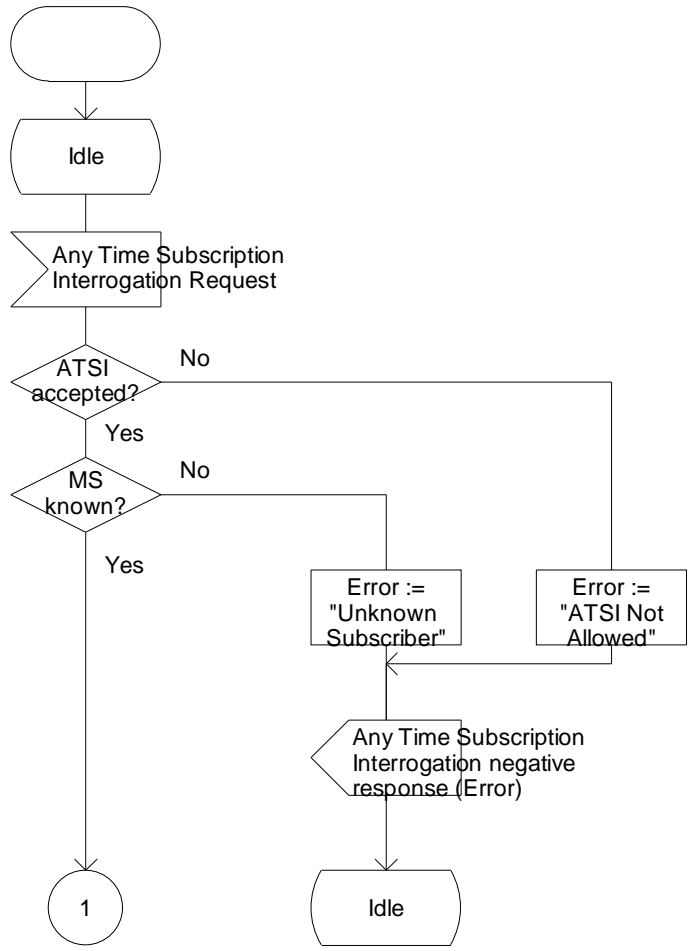 Idle
Any Time Subscription
Interrogation Request
ATSI
accepted?
No
Yes
MS
known?
No
Yes
Error :=
"Unknown
Subscriber"
Error :=
"ATSI Not
Allowed"
Any Time Subscription
Interrogation negative
response (Error)
1
Idle